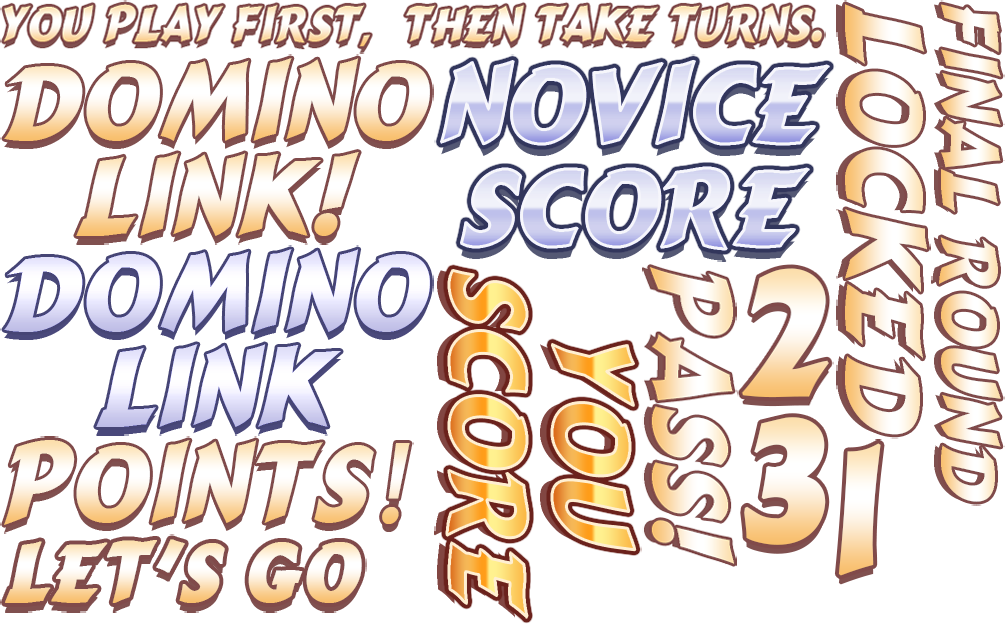 YOU PLAY FIRST, THEN TAKE TURNS.
DOMINO
LINK!
DOMINO
LINK
POINTS!
LET'S GO
NOVICE
SCORE
YOU
SCORE
PASS!
2
3
1
LOCKED
FINAL ROUND